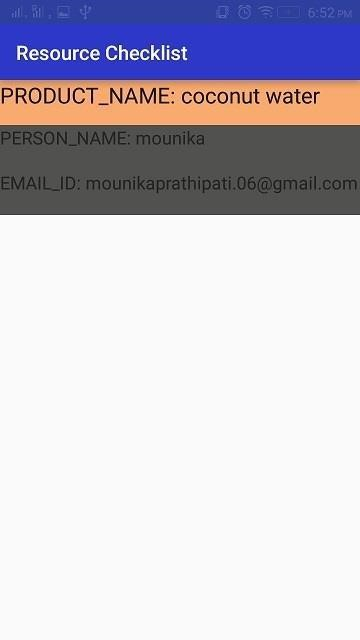 6:52 PM
Resource Checklist
PRODUCT_NAME: coconut water
PERSON_NAME: mounika
EMAIL_ID: mounikaprathipati.06@gmail.com